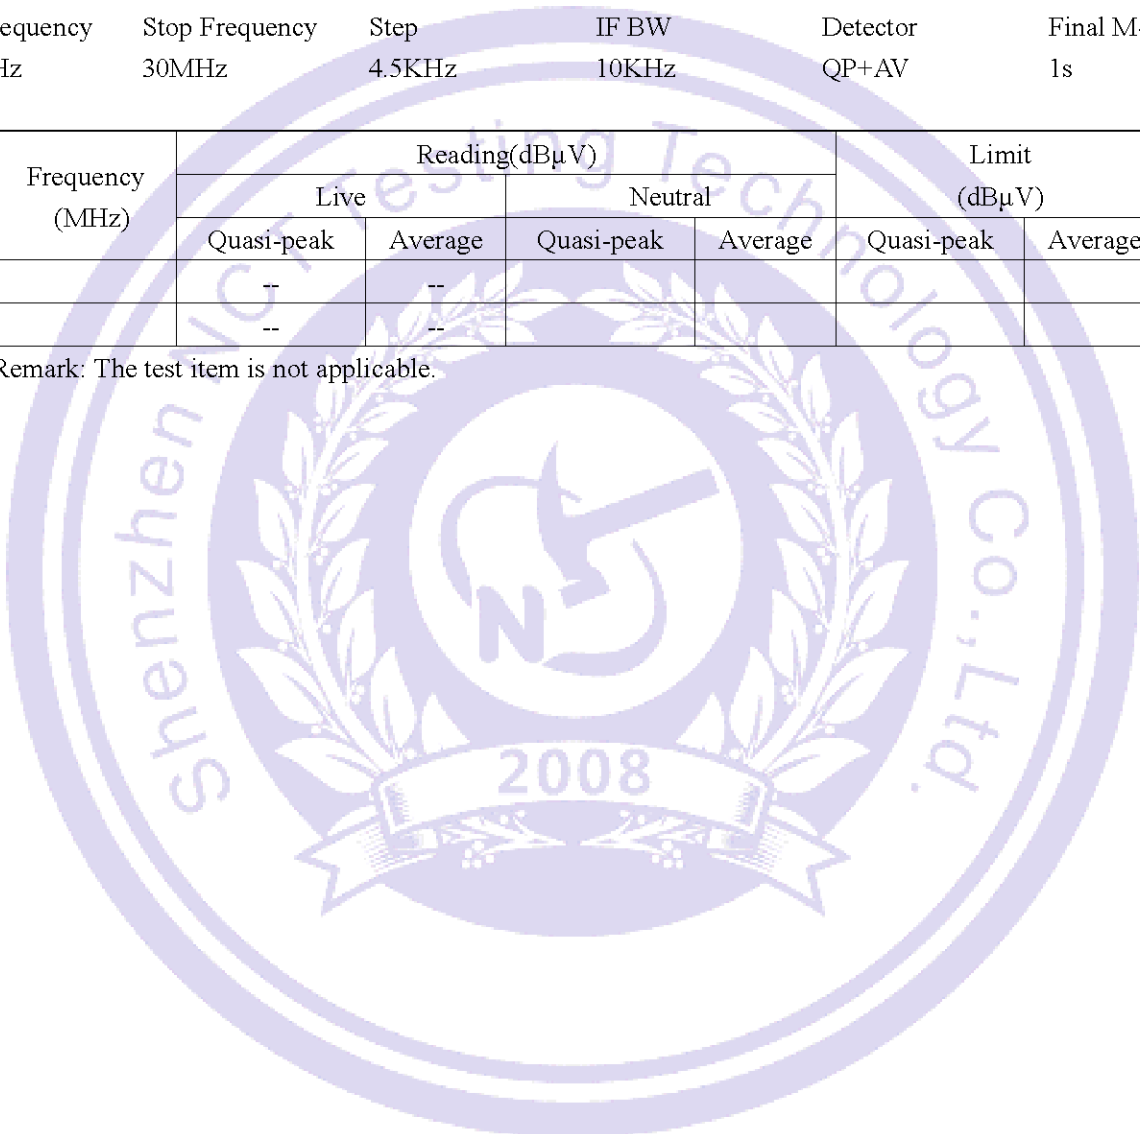 equency Stop Frequency Step IF BW Detector Final M-
Hz 30MHz 4.5KHz 10KHz QP+AV 1s
Frequency
(MHz)
Reading(dBμV)
Limit
(dBμV)
Live Neutral
Quasi-peak Average Quasi-peak Average Quasi-peak Average
-- --
-- --
Remark: The test item is not applicable.
Shenzhen NCT Testing Technology Co.,Ltd.
N
2008